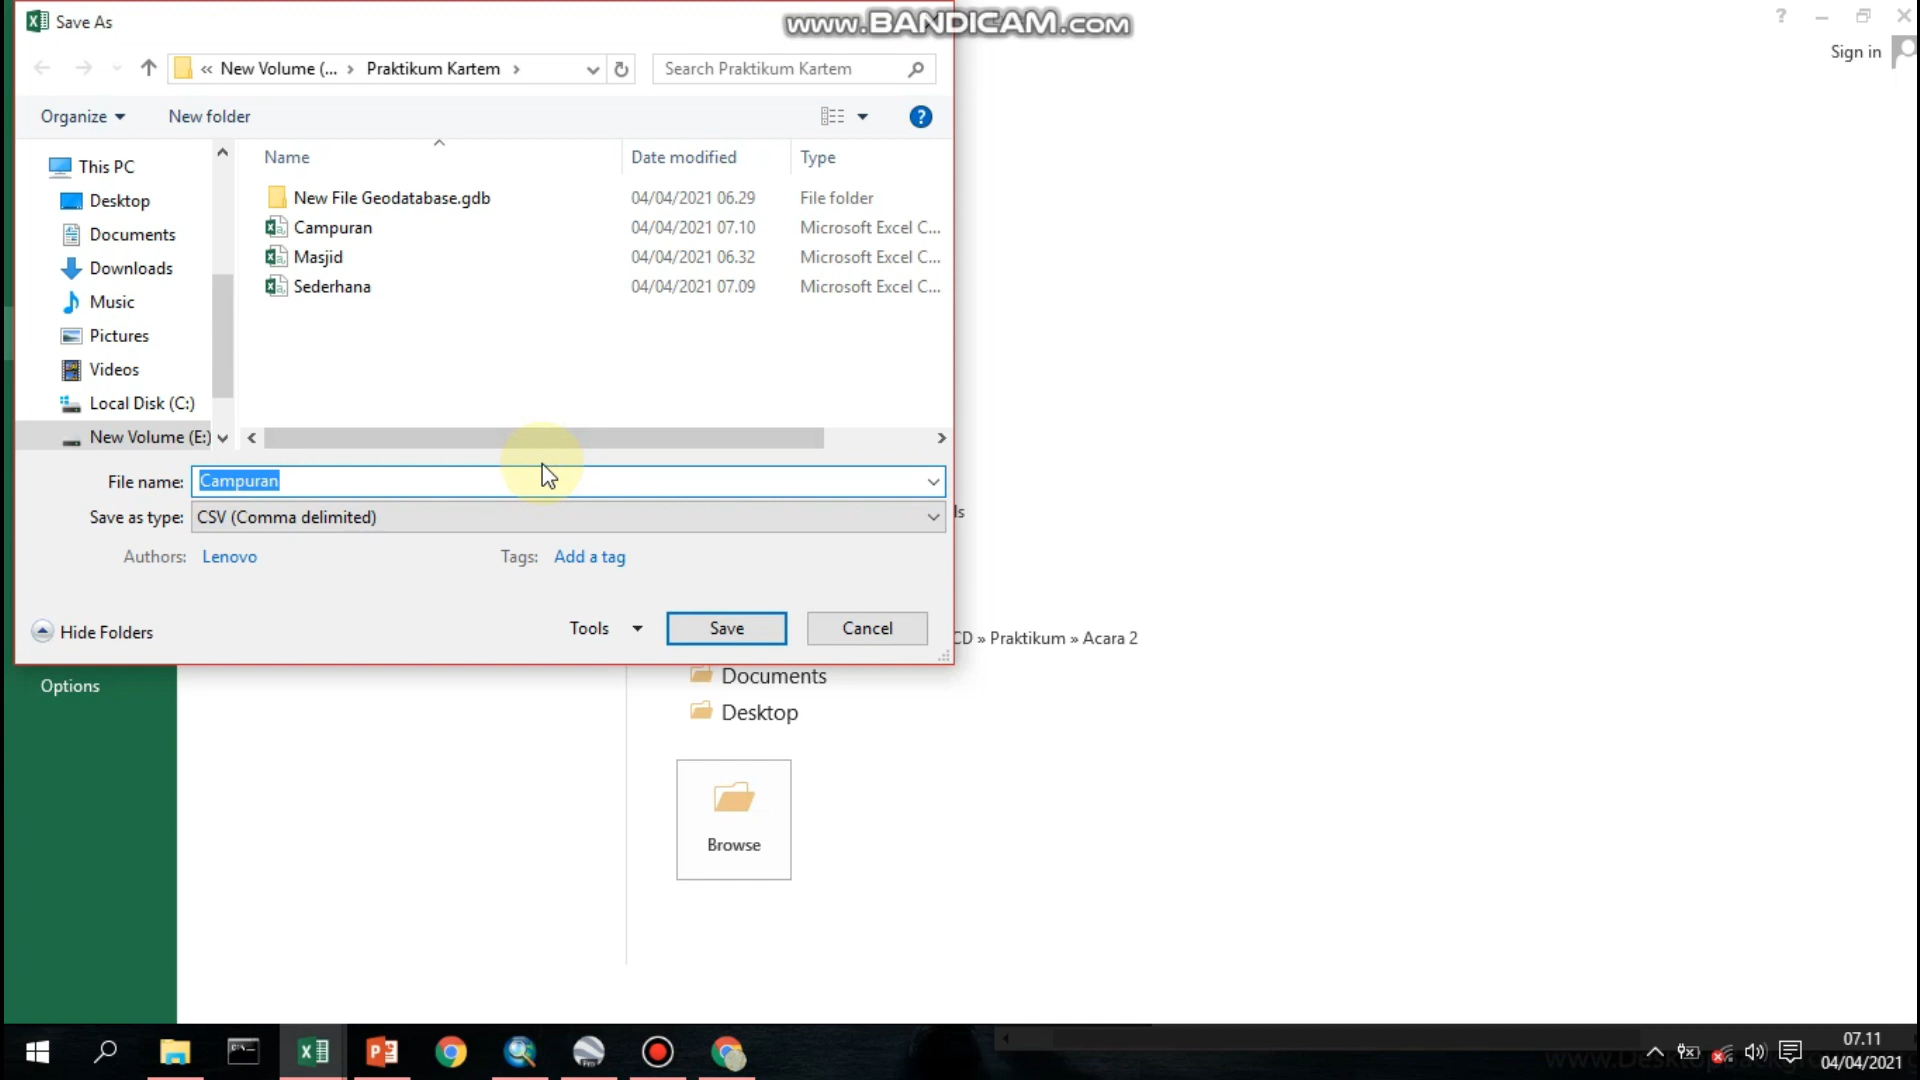 Save As
www.BANDICAM.com
Sign in
« New Volume (... › Praktikum Kartem ›
Search Praktikum Kartem
Organize
New folder
Name
Date modified
Type
This PC
Desktop
Documents
Downloads
Music
Pictures
Videos
Local Disk (C:)
New Volume (E:)
New File Geodatabase.gdb 04/04/2021 06.29 File folder
Campuran 04/04/2021 07.10 Microsoft Excel C...
Masjid 04/04/2021 06.32 Microsoft Excel C...
Sederhana 04/04/2021 07.09 Microsoft Excel C...
File name: Campuran
Save as type: CSV (Comma delimited)
Authors: Lenovo
Tags: Add a tag
Hide Folders
Tools
Save
Cancel
ls
CD » Praktikum » Acara 2
Options
Documents
Desktop
Browse
07.11
04/04/2021